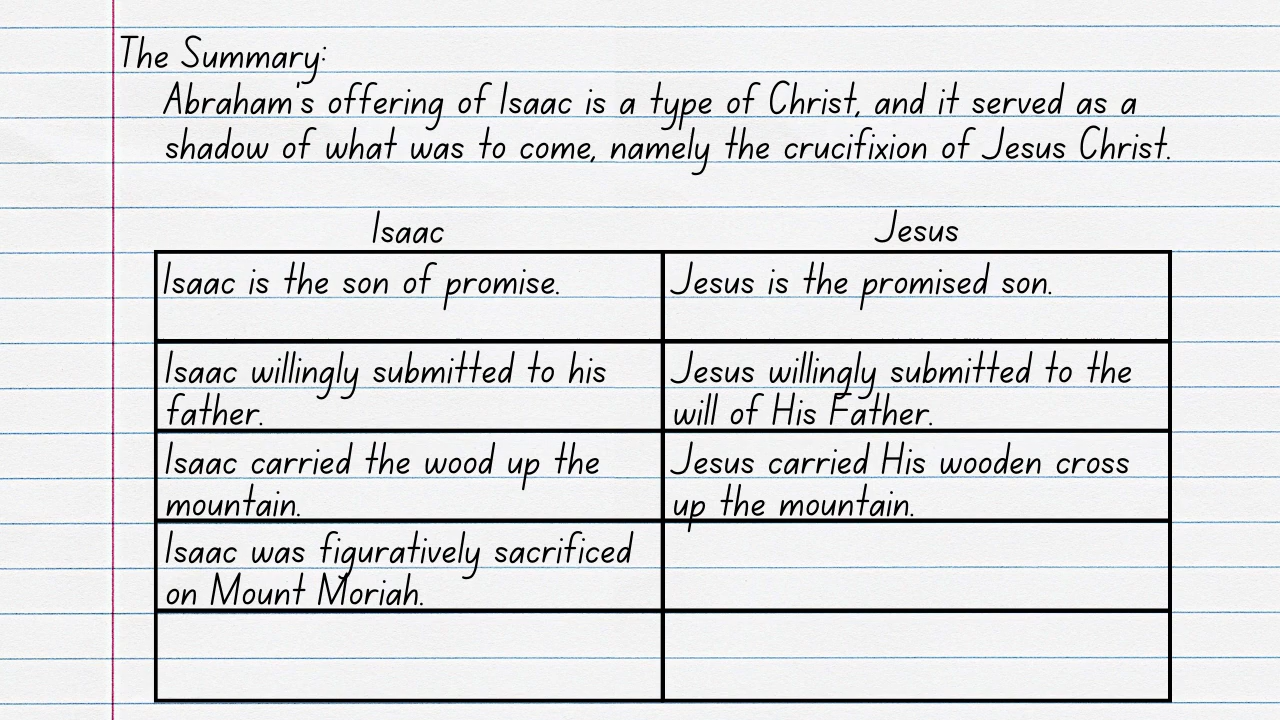 The Summary:
Abraham's offering of Isaac is a type of Christ, and it served as a
shadow of what was to come, namely the crucifixion of Jesus Christ.
Isaac
Jesus
Isaac is the son of promise.
Jesus is the promised son.
Isaac willingly submitted to his
father.
Jesus willingly submitted to the
will of His Father.
Isaac carried the wood up the
mountain.
Jesus carried His wooden cross
up the mountain.
Isaac was figuratively sacrificed
on Mount Moriah.